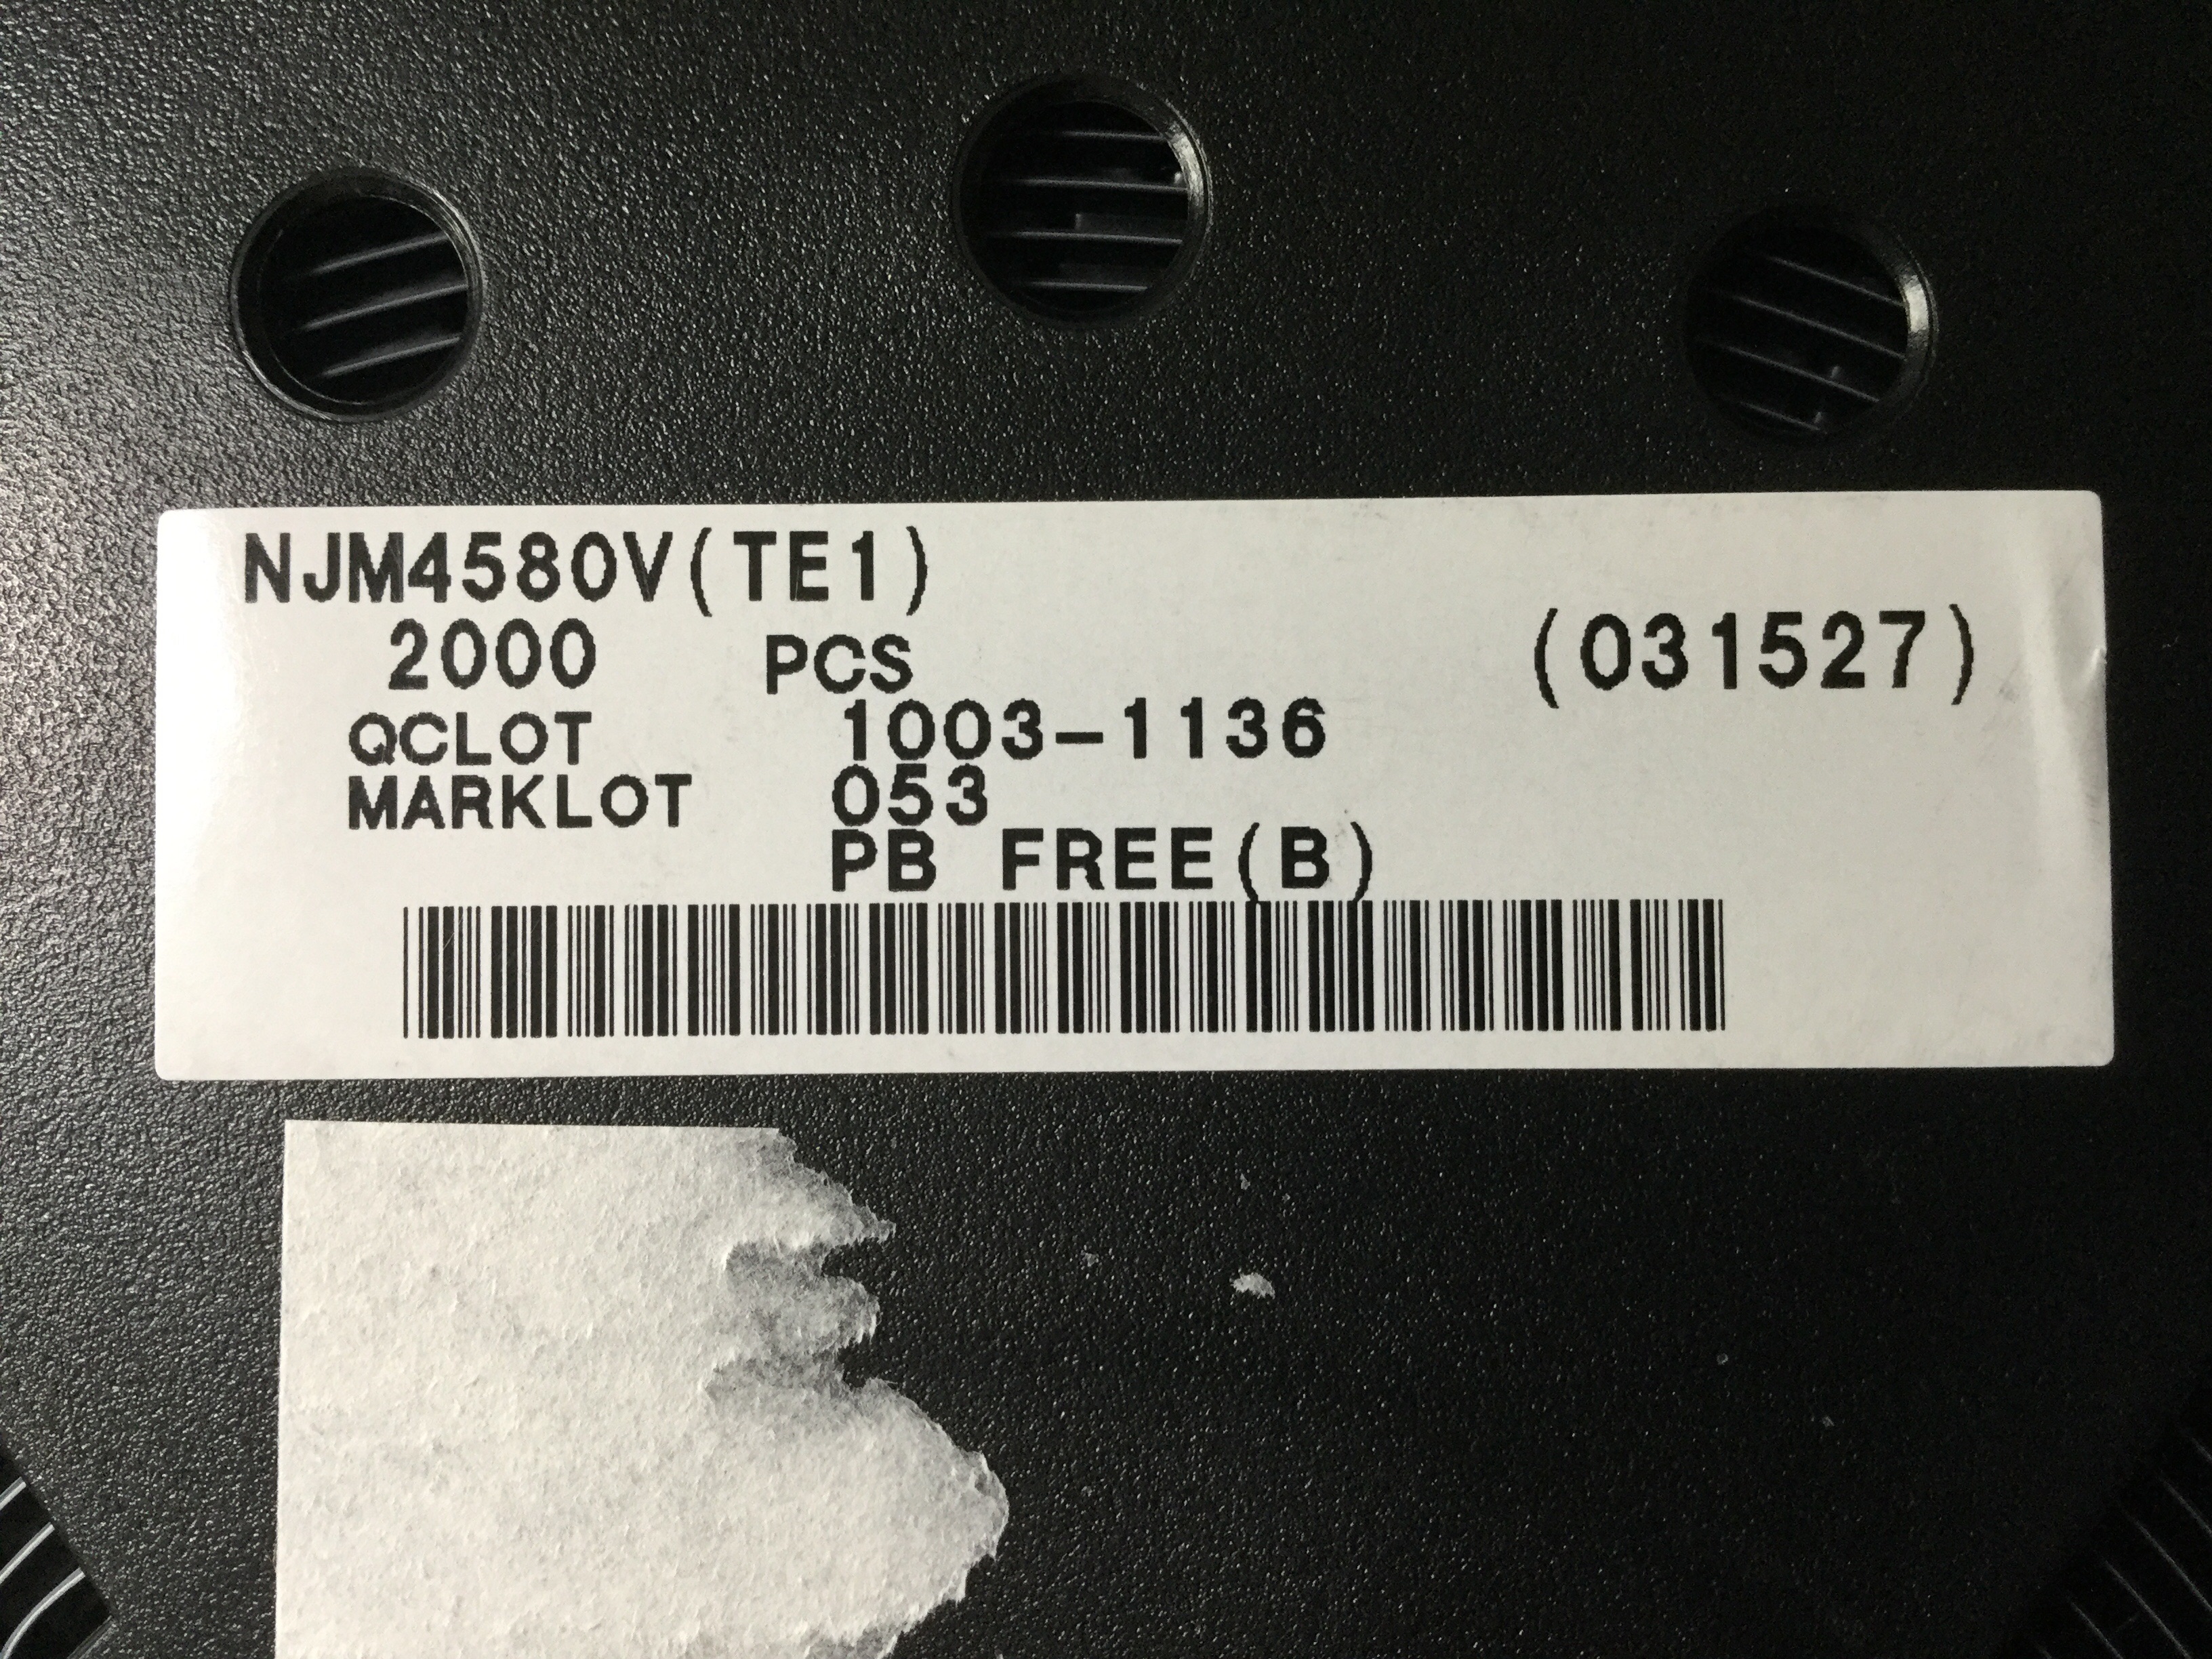 NJM4580V(TE1)
2000 PCS (031527)
QCLOT 1003-1136
MARKLOT 053
PB FREE(B)